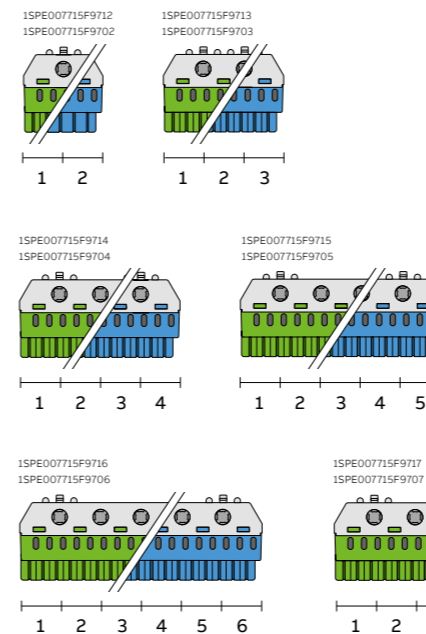 1SPE007715F9712
1SPE007715F9702
1 2
1SPE007715F9713
1SPE007715F9703
1 2 3
1SPE007715F9714
1SPE007715F9704
1 2 3 4
1SPE007715F9715
1SPE007715F9705
1 2 3 4 5
1SPE007715F9716
1SPE007715F9706
1 2 3 4 5 6
1SPE007715F9717
1SPE007715F9707
1 2